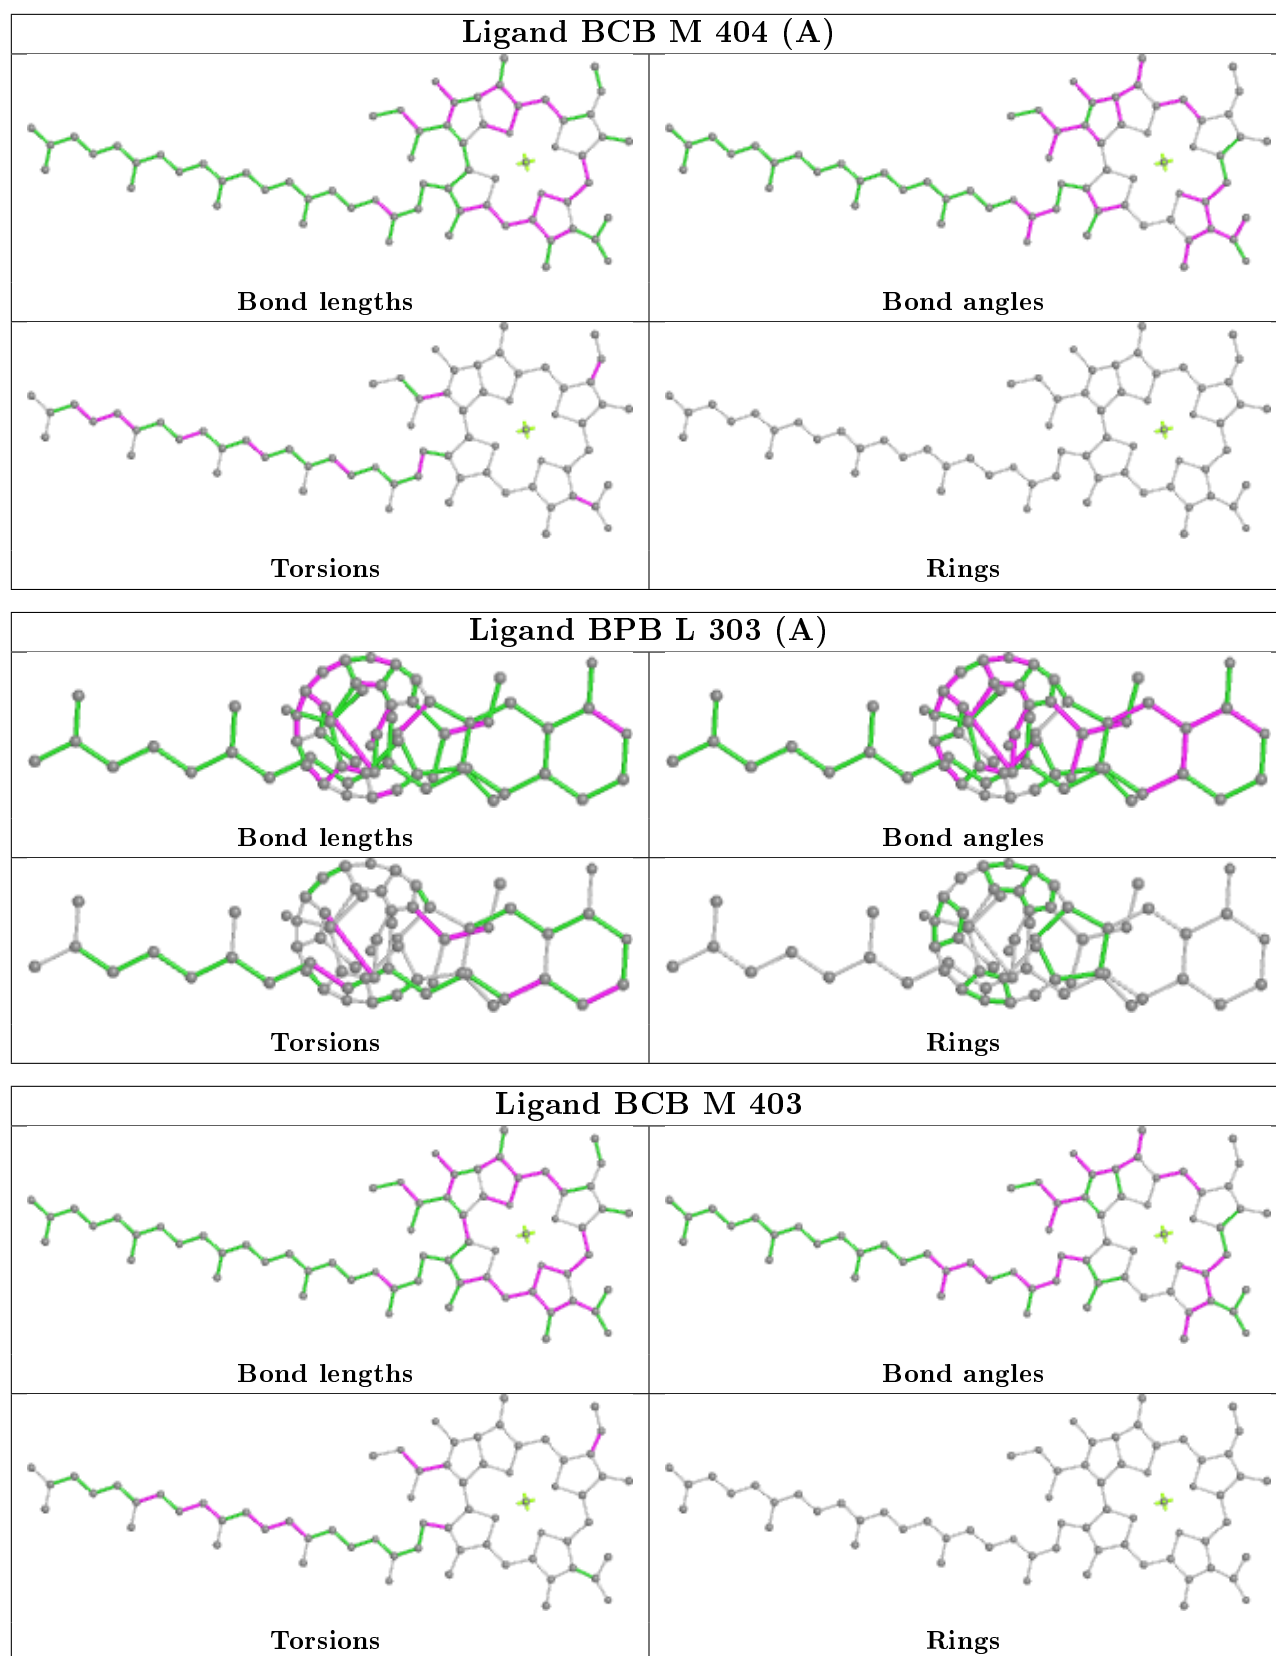 Ligand BCB M 404 (A)
Bond lengths
Bond angles
Torsions
Rings
Ligand BPB L 303 (A)
Bond lengths
Bond angles
Torsions
Rings
Ligand BCB M 403
Bond lengths
Bond angles
Torsions
Rings